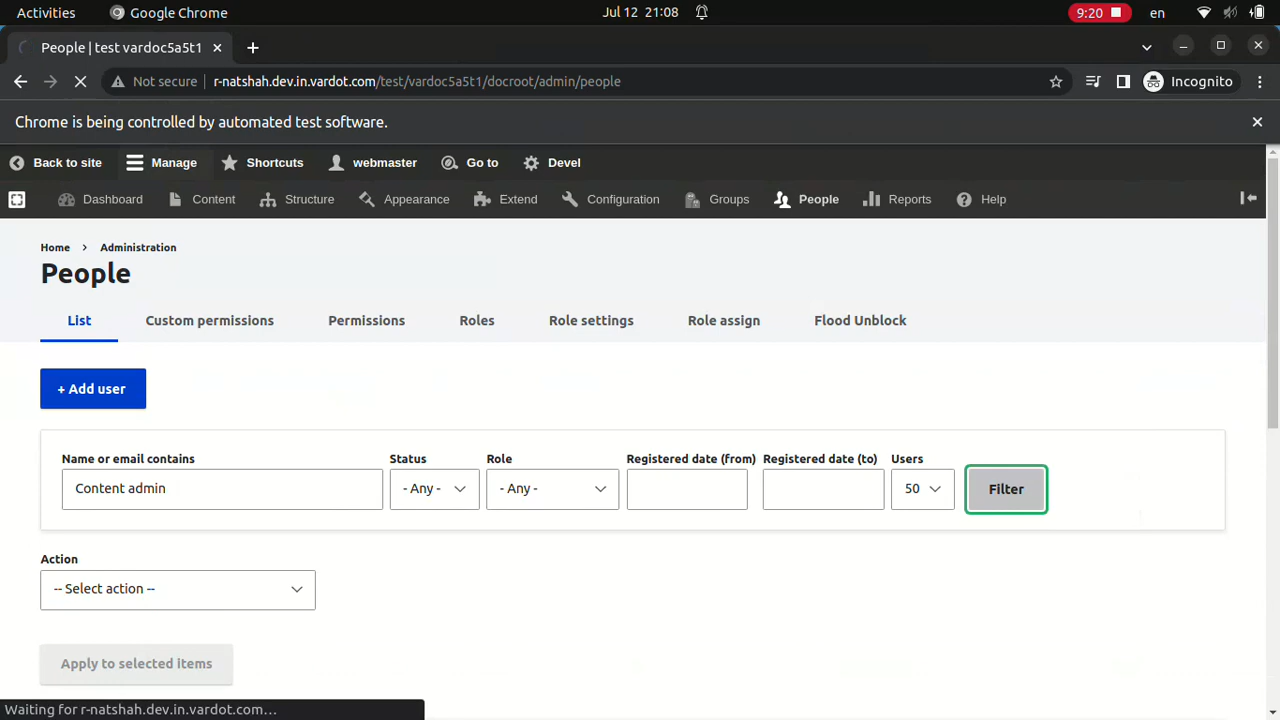 Activities Google Chrome Jul 12 21:08 9:20 en
People | test vardoc5a5t1
Not secure r-natshah.dev.in.vardot.com/test/vardoc5a5t1/docroot/admin/people Incognito
Chrome is being controlled by automated test software.
Back to site Manage Shortcuts webmaster Go to Devel
Dashboard Content Structure Appearance Extend Configuration Groups People Reports Help
Home Administration
People
List Custom permissions Permissions Roles Role settings Role assign Flood Unblock
+ Add user
Name or email contains Status Role Registered date (from) Registered date (to) Users
Content admin - Any - - Any - 50 Filter
Action
-- Select action --
Apply to selected items
Waiting for r-natshah.dev.in.vardot.com...